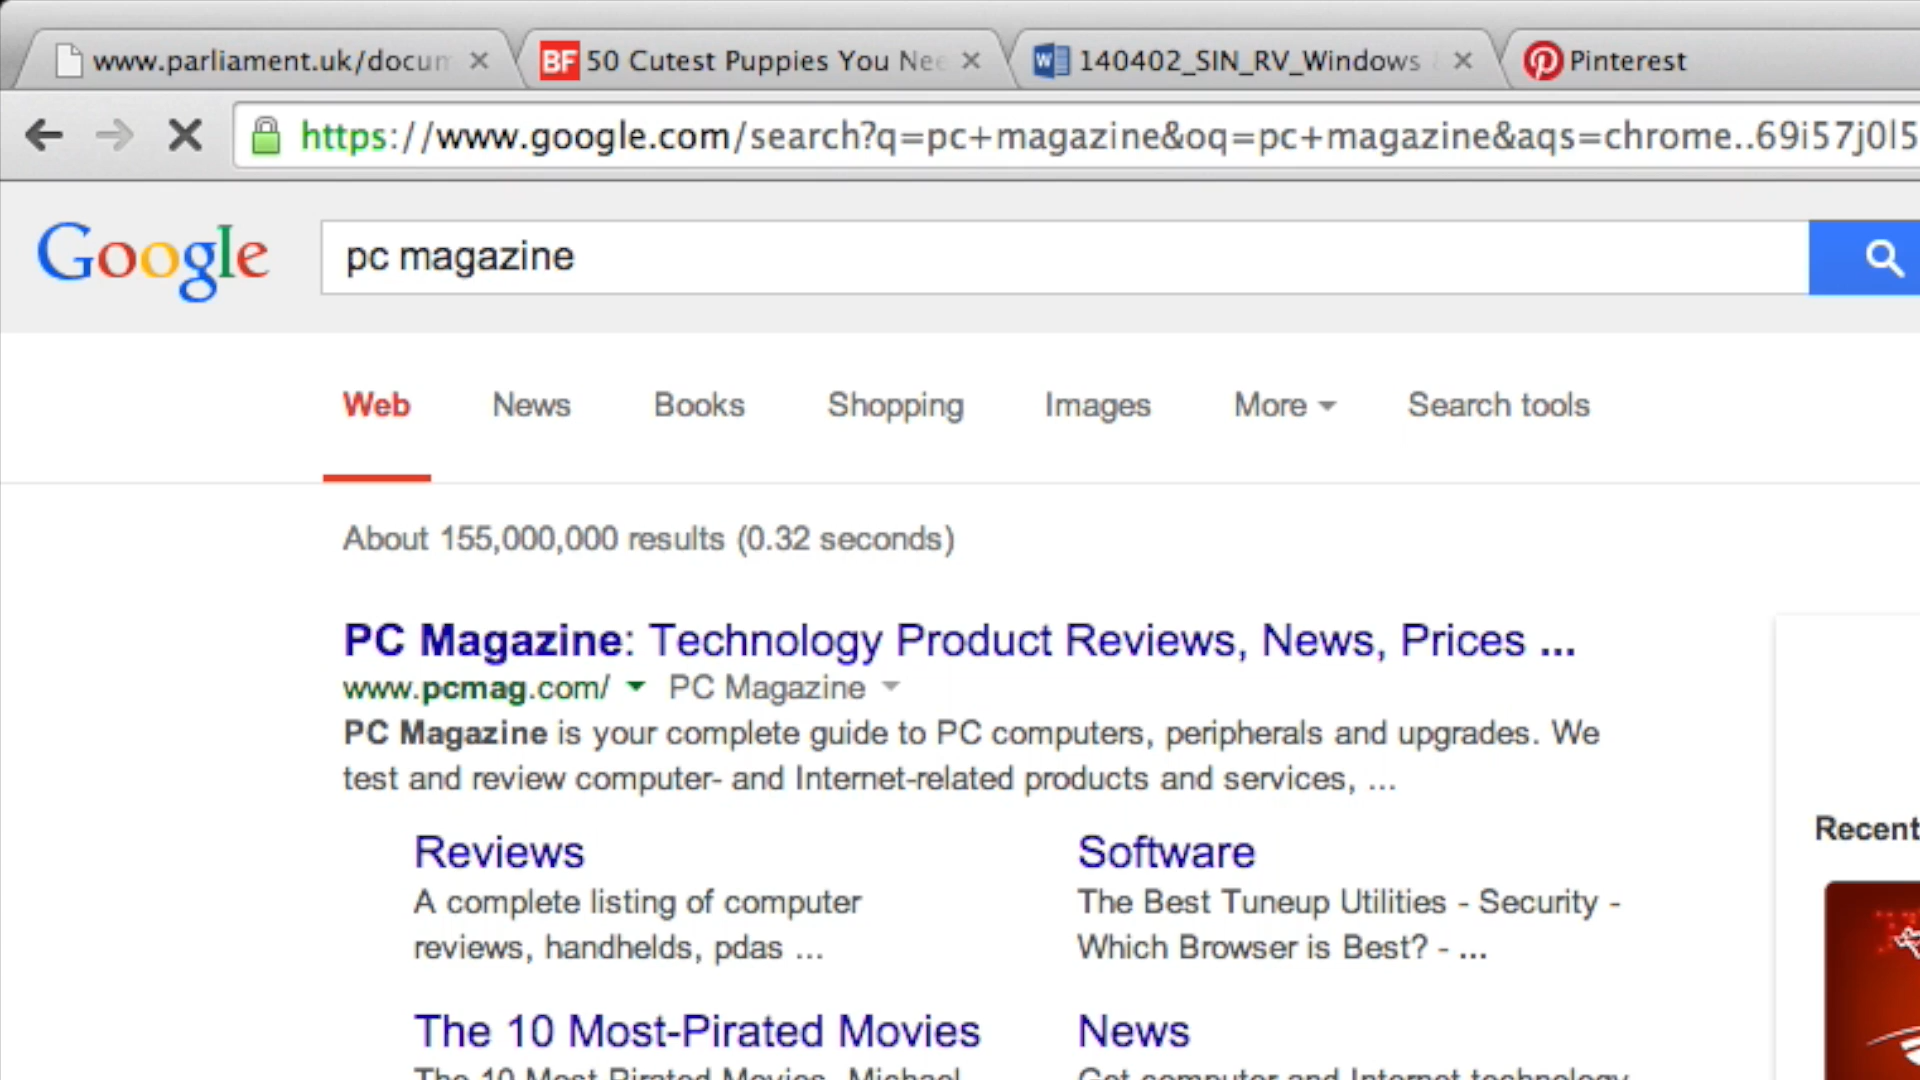 www.parliament.uk/docum
BF 50 Cutest Puppies You Nee
W 140402_SIN_RV_Windows
Pinterest
https://www.google.com/search?q=pc+magazine&oq=pc+magazine&aqs=chrome..69i57j0l5
Google
pc magazine
Web News Books Shopping Images More Search tools
About 155,000,000 results (0.32 seconds)
PC Magazine: Technology Product Reviews, News, Prices ...
www.pcmag.com/ PC Magazine
PC Magazine is your complete guide to PC computers, peripherals and upgrades. We
test and review computer- and Internet-related products and services, ...
Reviews
A complete listing of computer
reviews, handhelds, pdas ...
Software
The Best Tuneup Utilities - Security -
Which Browser is Best? - ...
The 10 Most-Pirated Movies
The 10 Most Pirated Movies. Michael
News
Get computer and Internet technology
Recent